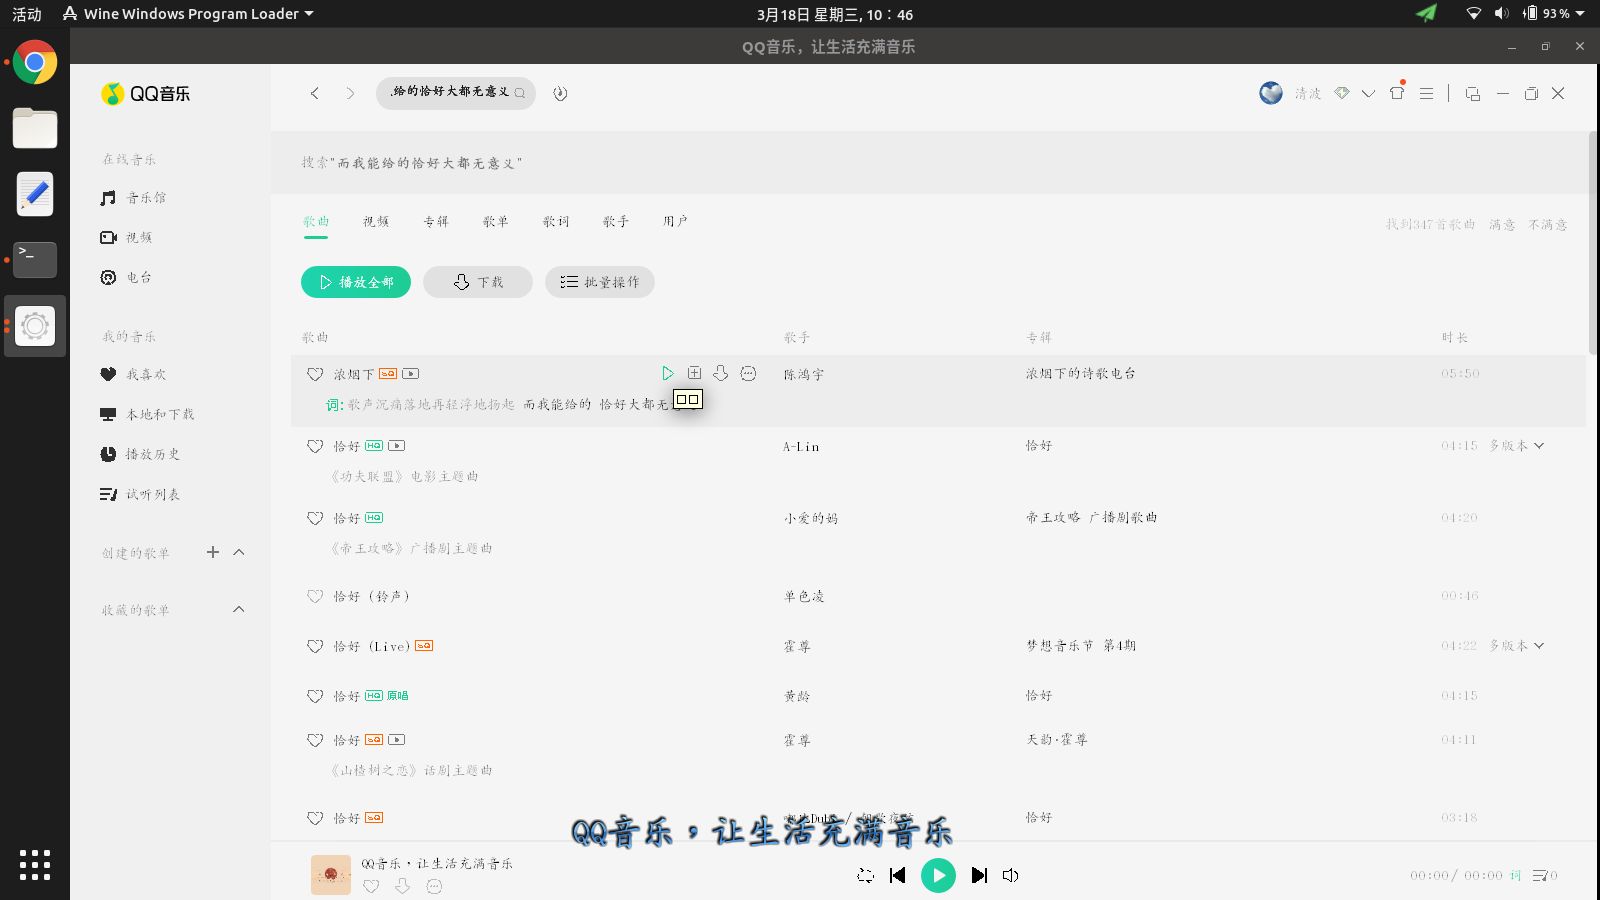 活动 Wine Windows Program Loader 3月18日 星期三, 10：46 93%
QQ音乐，让生活充满音乐
QQ音乐
.给的恰好大都无意义
清波
在线音乐
音乐馆
视频
电台
我的音乐
我喜欢
本地和下载
播放历史
试听列表
创建的歌单
收藏的歌单
搜索"而我能给的恰好大都无意义"
歌曲 视频 专辑 歌单 歌词 歌手 用户
找到347首歌曲 满意 不满意
播放全部 下载 批量操作
歌曲 歌手 专辑 时长
浓烟下 SQ 陈鸿宇 浓烟下的诗歌电台 05:50
词:歌声沉痛落地再轻浮地扬起 而我能给的 恰好大都无
恰好 HQ A-Lin 恰好 04:15 多版本
《功夫联盟》电影主题曲
恰好 HQ 小爱的妈 帝王攻略 广播剧歌曲 04:20
《帝王攻略》广播剧主题曲
恰好 (铃声) 单色凌 00:46
恰好 (Live) SQ 霍尊 梦想音乐节 第4期 04:22 多版本
恰好 HQ 原唱 黄龄 恰好 04:15
恰好 SQ 霍尊 天韵·霍尊 04:11
《山楂树之恋》话剧主题曲
恰好 SQ 恰好 03:18
QQ音乐，让生活充满音乐
QQ音乐，让生活充满音乐
00:00/ 00:00 词 0